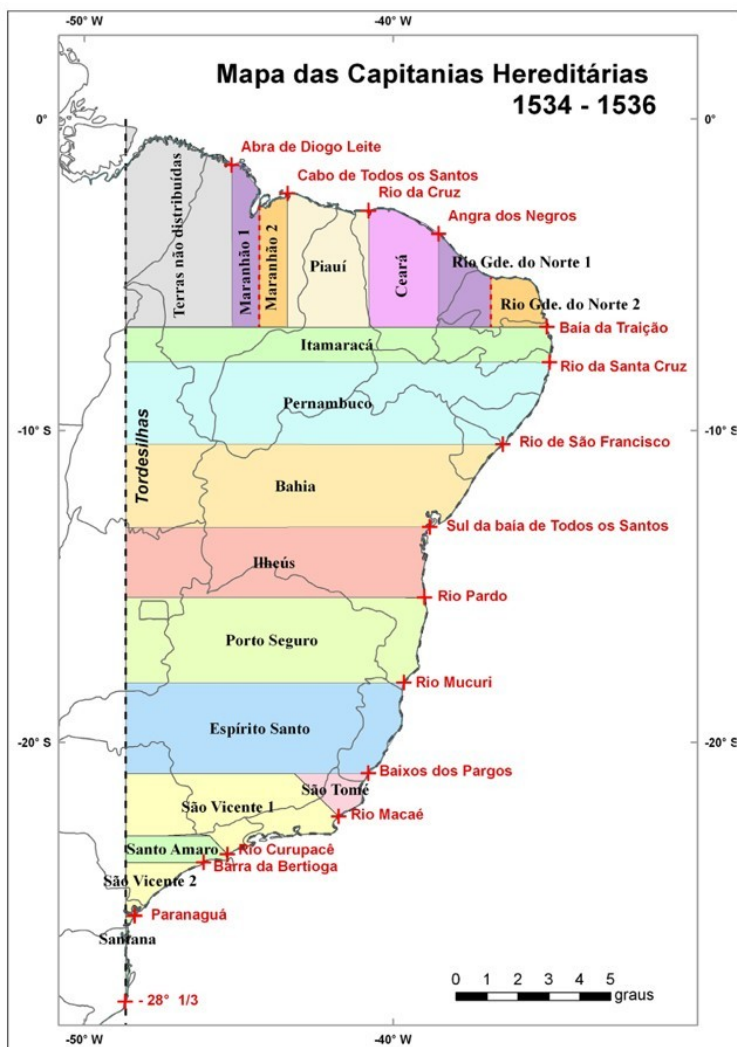 -50° W
-40° W
Mapa das Capitanias Hereditárias
1534 - 1536
0°
0°
Abra de Diogo Leite
Cabo de Todos os Santos
Rio da Cruz
Angra dos Negros
Terras não distribuídas
Maranhão 1
Maranhão 2
Piauí
Ceará
Rio Gde. do Norte 1
Rio Gde. do Norte 2
Baia da Traição
Itamaracá
Rio da Santa Cruz
Pernambuco
-10° S
-10° S
Rio de São Francisco
Tordesilhas
Bahia
Sul da baía de Todos os Santos
Ilheús
Rio Pardo
Porto Seguro
Rio Mucuri
Espírito Santo
-20° S
-20° S
Baixos dos Pargos
São Tomé
São Vicente 1
Rio Macaé
Santo Amaro
Rio Curupacê
Barra da Bertioga
São Vicente 2
Paranaguá
Santana
- 28° 1/3
0 1 2 3 4 5
graus
-50° W
-40° W